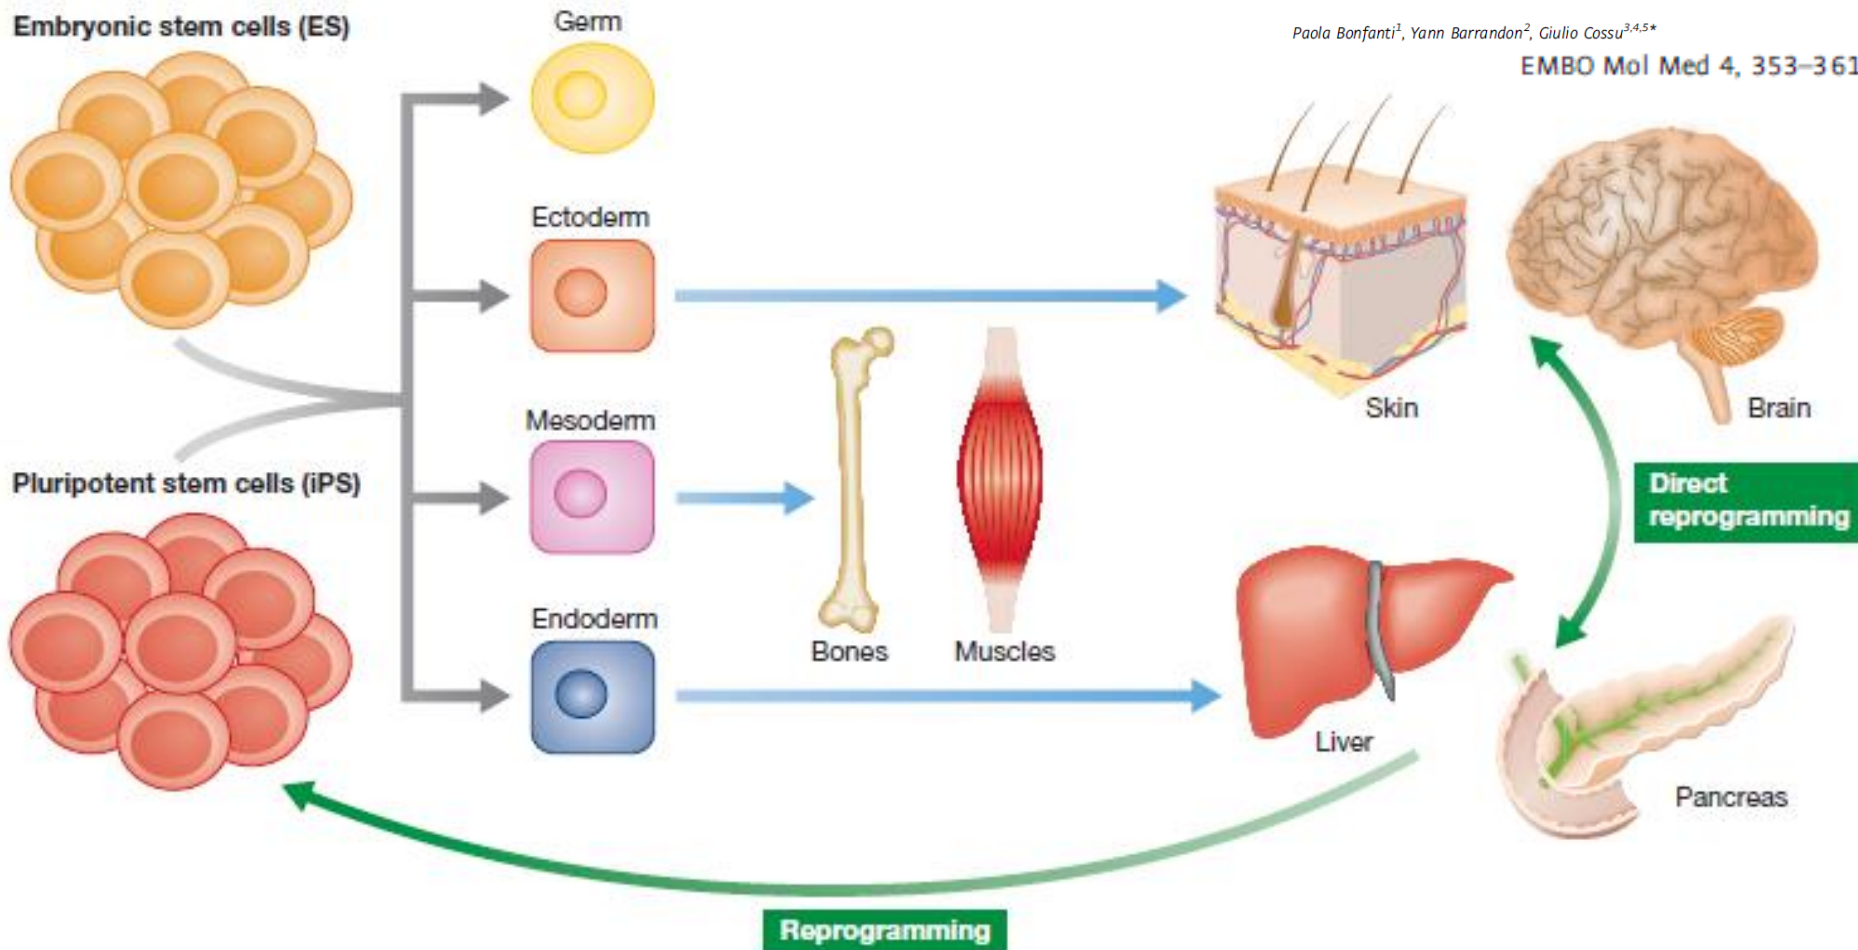 Embryonic stem cells (ES)
Germ
Paola Bonfanti¹, Yann Barrandon², Giulio Cossu³,⁴,⁵*
EMBO Mol Med 4, 353–361
Ectoderm
Skin
Brain
Mesoderm
Pluripotent stem cells (iPS)
Direct
reprogramming
Endoderm
Bones
Muscles
Liver
Pancreas
Reprogramming